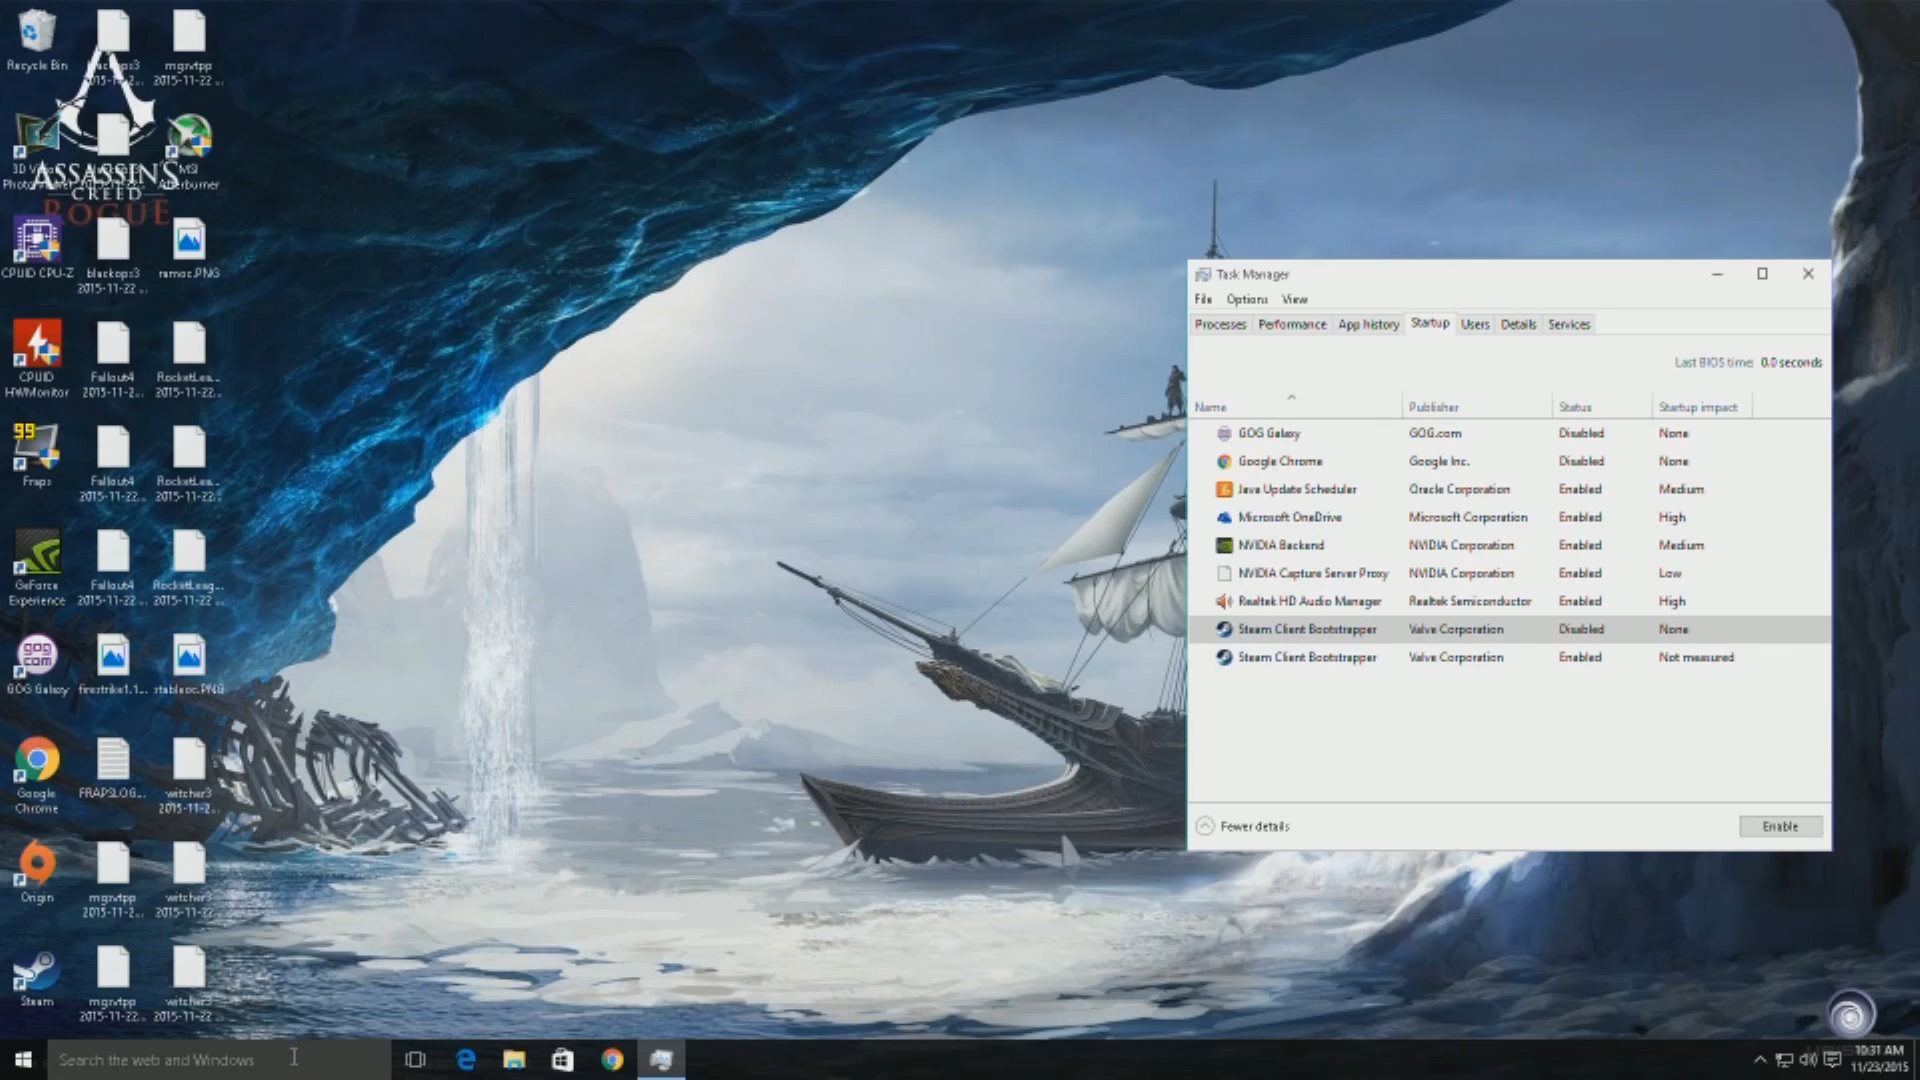 Recycle Bin
2015-11-2...
mgsvtpp
2015-11-22 ...
ASSASSIN'S
CREED
ROGUE
MSI
Afterburner
CPUID CPU-Z
blackops3
2015-11-22 ...
ramoc.PNG
CPUID
HWMonitor
Fallout4
2015-11-2...
RocketLea...
2015-11-22...
99
Fraps
Fallout4
2015-11-22...
RocketLea...
2015-11-22...
GeForce
Experience
Fallout4
2015-11-22 ...
RocketLeag...
2015-11-22 ...
gog
com
GOG Galaxy
firestrike1.1...
stableoc.PNG
Google
Chrome
FRAPSLOG...
witcher3
2015-11-2...
Origin
mgsvtpp
2015-11-2...
witcher3
2015-11-22...
Steam
mgsvtpp
2015-11-22...
witcher3
2015-11-22 ...
Task Manager
File Options View
Processes Performance App history Startup Users Details Services
Last BIOS time: 0.0 seconds
Name Publisher Status Startup impact
GOG Galaxy GOG.com Disabled None
Google Chrome Google Inc. Disabled None
Java Update Scheduler Oracle Corporation Enabled Medium
Microsoft OneDrive Microsoft Corporation Enabled High
NVIDIA Backend NVIDIA Corporation Enabled Medium
NVIDIA Capture Server Proxy NVIDIA Corporation Enabled Low
Realtek HD Audio Manager Realtek Semiconductor Enabled High
Steam Client Bootstrapper Valve Corporation Disabled None
Steam Client Bootstrapper Valve Corporation Enabled Not measured
Fewer details Enable
Search the web and Windows
10:31 AM
11/23/2015